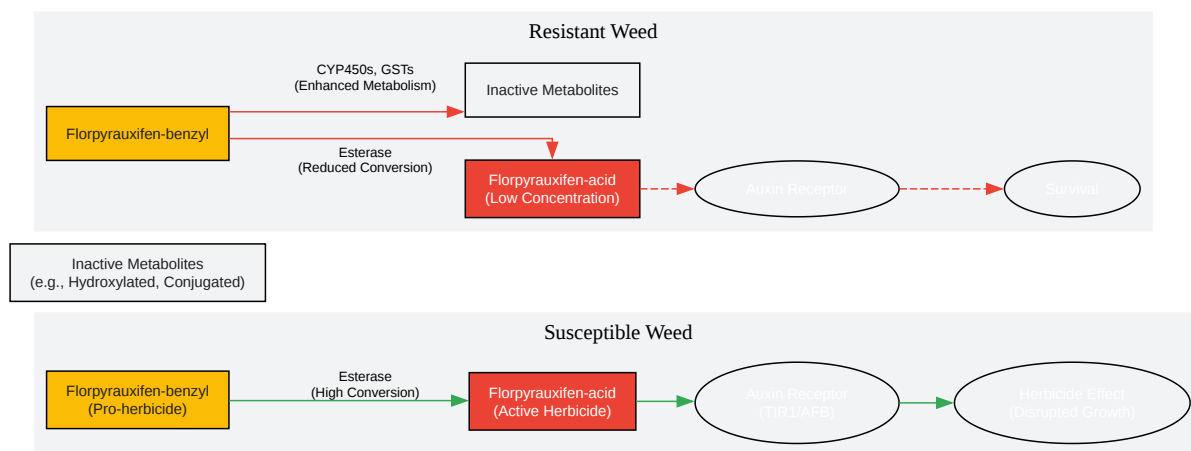 Resistant Weed
CYP450s, GSTs
(Enhanced Metabolism)
Inactive Metabolites
Florpyrauxifen-benzyl
Esterase
(Reduced Conversion)
Florpyrauxifen-acid
(Low Concentration)
Auxin Receptor
Survival
Inactive Metabolites
(e.g., Hydroxylated, Conjugated)
Susceptible Weed
Florpyrauxifen-benzyl
(Pro-herbicide)
Esterase
(High Conversion)
Florpyrauxifen-acid
(Active Herbicide)
Auxin Receptor
(TIR1/AFB)
Herbicide Effect
(Disrupted Growth)